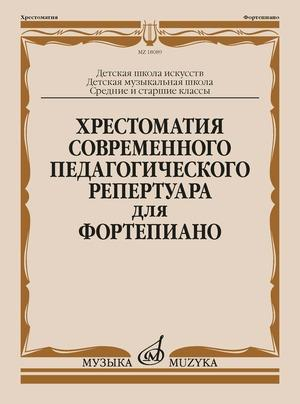 Хрестоматия
Фортепиано
MZ 18089
Детская школа искусств
Детская музыкальная школа
Средние и старшие классы
ХРЕСТОМАТИЯ
СОВРЕМЕННОГО
ПЕДАГОГИЧЕСКОГО
РЕПЕРТУАРА
ДЛЯ
ФОРТЕПИАНО
МУЗЫКА
MUZYKA